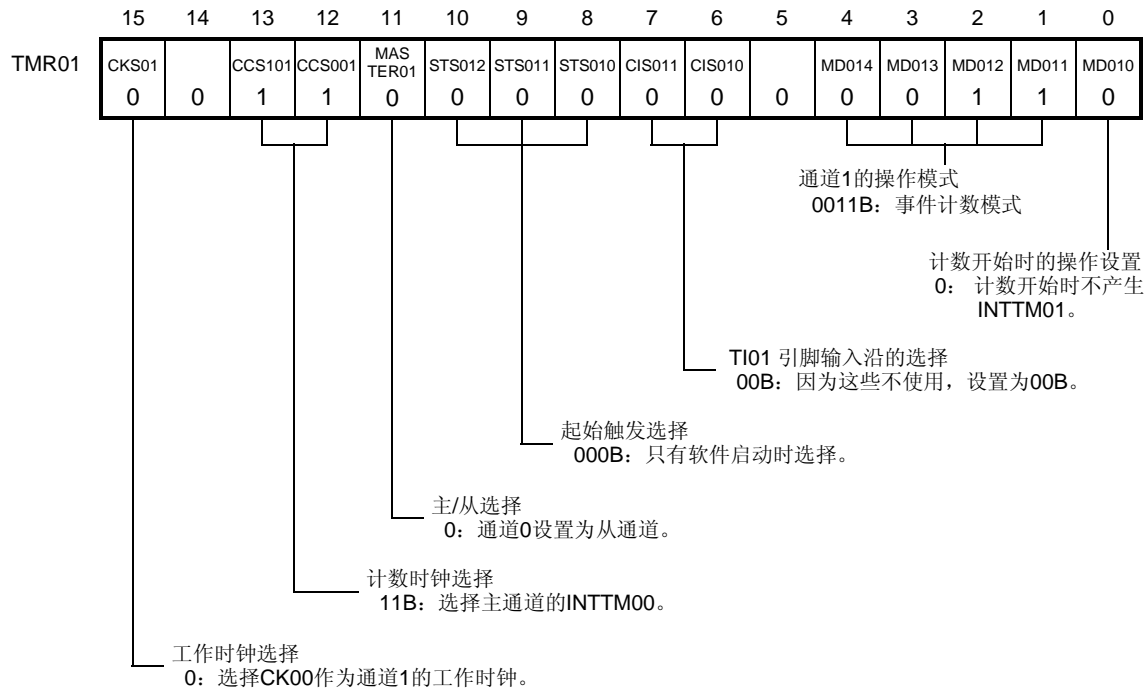 15 14 13 12 11 10 9 8 7 6 5 4 3 2 1 0
TMR01 CKS01 CCS101 CCS001 MAS TER01 STS012 STS011 STS010 CIS011 CIS010 MD014 MD013 MD012 MD011 MD010
0 0 1 1 0 0 0 0 0 0 0 0 0 1 1 0
通道1的操作模式
0011B：事件计数模式
计数开始时的操作设置
0： 计数开始时不产生
INTTM01。
TI01 引脚输入沿的选择
00B：因为这些不使用，设置为00B。
起始触发选择
000B：只有软件启动时选择。
主/从选择
0：通道0设置为从通道。
计数时钟选择
11B：选择主通道的INTTM00。
工作时钟选择
0：选择CK00作为通道1的工作时钟。